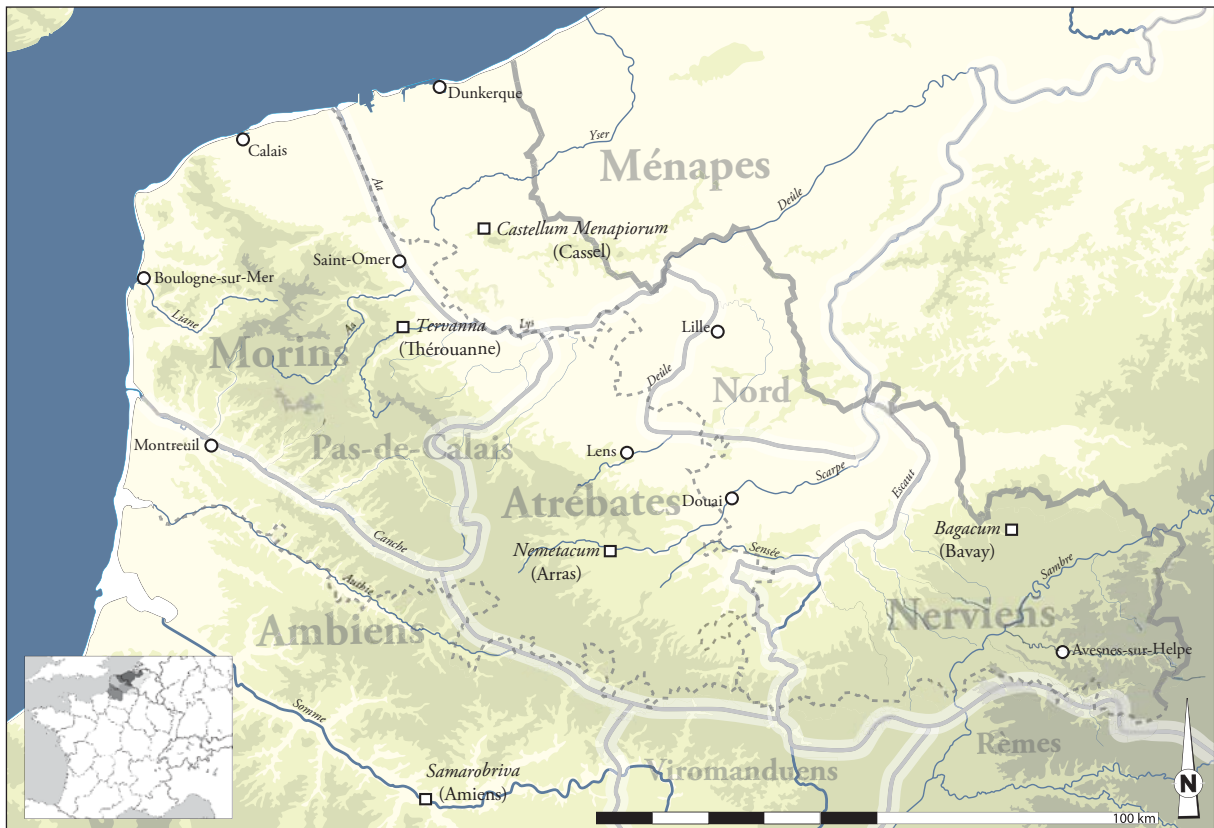 Dunkerque
Calais
Yser
Ménapes
Aa
Deûle
Castellum Menapiorum
(Cassel)
Saint-Omer
Boulogne-sur-Mer
Liane
Aa
Tervanna
(Thérouanne)
Lys
Lille
Morins
Deûle
Nord
Montreuil
Pas-de-Calais
Lens
Scarpe
Escaut
Atrébates
Douai
Canche
Nemetacum
(Arras)
Sensée
Bagacum
(Bavay)
Sambre
Authie
Ambiens
Nerviens
Avesnes-sur-Helpe
Somme
Rèmes
Samarobriva
(Amiens)
Viromanduens
N
100 km